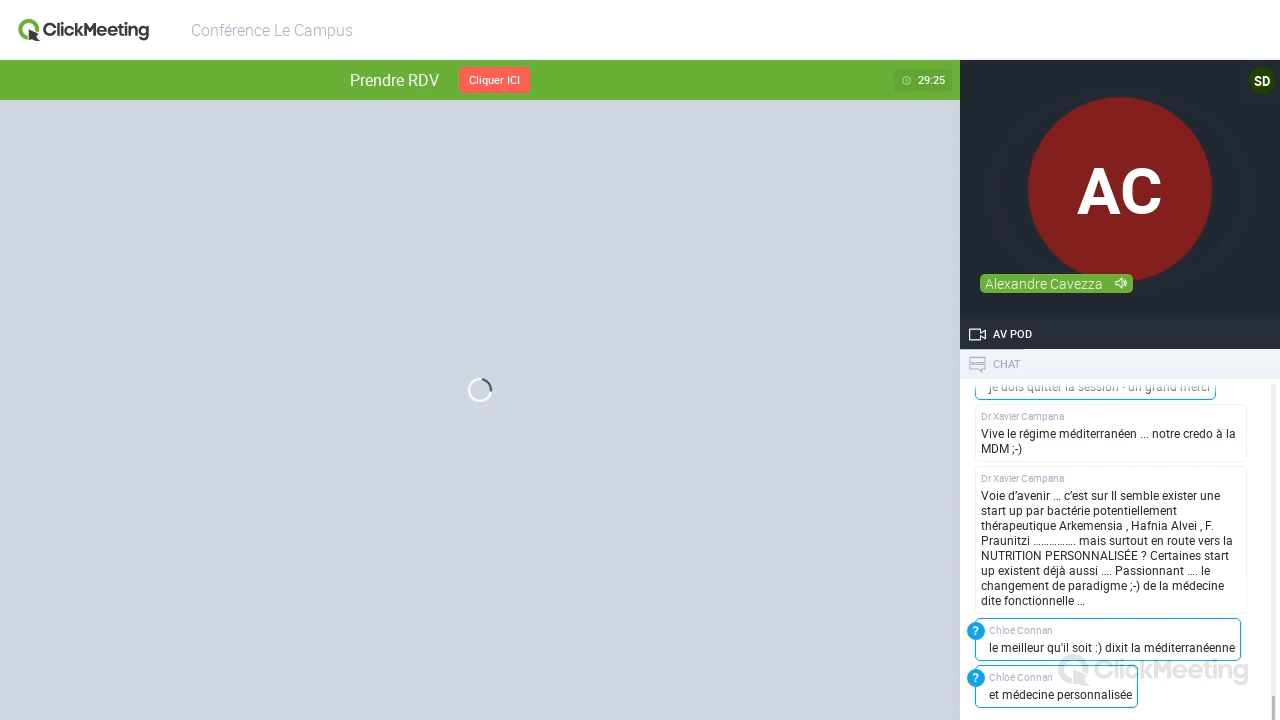 ClickMeeting
Conférence Le Campus
Prendre RDV
Cliquer ICI
29:25
SD
AC
Alexandre Cavezza
AV POD
CHAT
je dois quitter la session - un grand merci
Dr Xavier Campana
Vive le régime méditerranéen ... notre credo à la
MDM ;-)
Dr Xavier Campana
Voie d’avenir … c’est sur Il semble exister une
start up par bactérie potentiellement
thérapeutique Arkemensia , Hafnia Alvei , F.
Praunitzi ……………. mais surtout en route vers la
NUTRITION PERSONNALISÉE ? Certaines start
up existent déjà aussi …. Passionnant …. le
changement de paradigme ;-) de la médecine
dite fonctionnelle …
?
Chloé Connan
le meilleur qu'il soit :) dixit la méditerranéenne
ClickMeeting
?
Chloé Connan
et médecine personnalisée